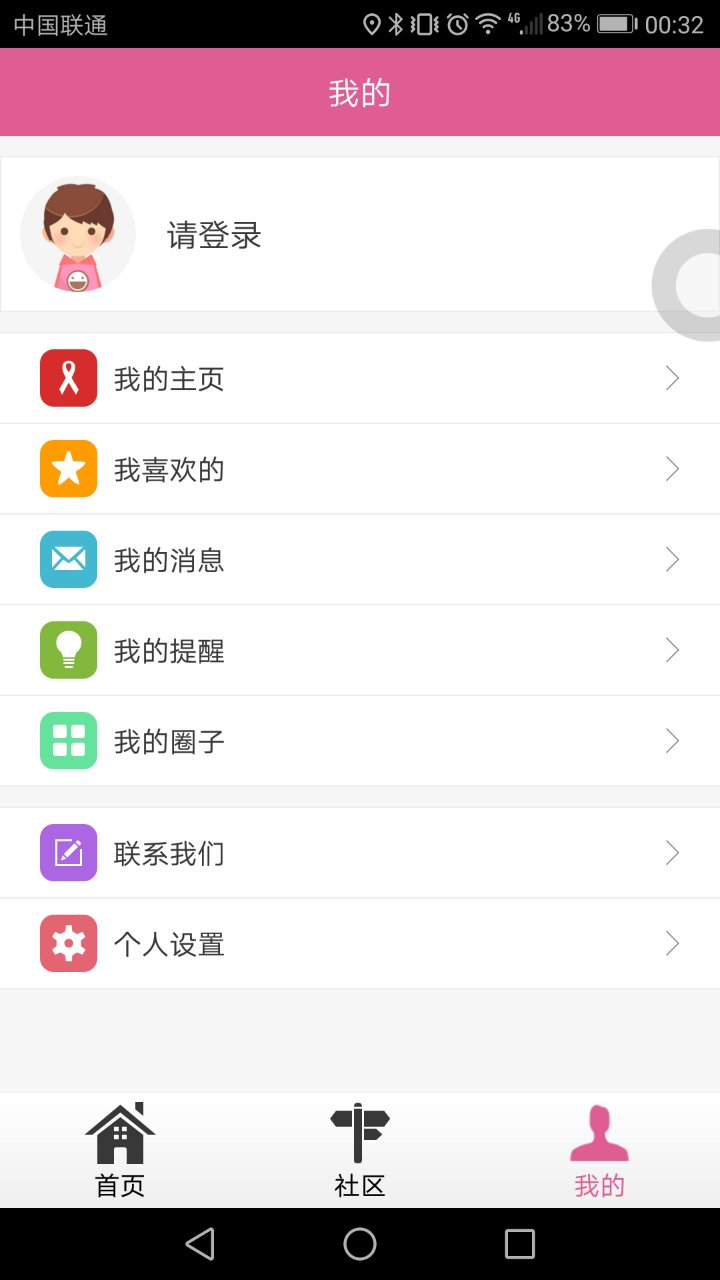 中国联通 4G 83% 00:32
我的
请登录
我的主页
我喜欢的
我的消息
我的提醒
我的圈子
联系我们
个人设置
首页 社区 我的